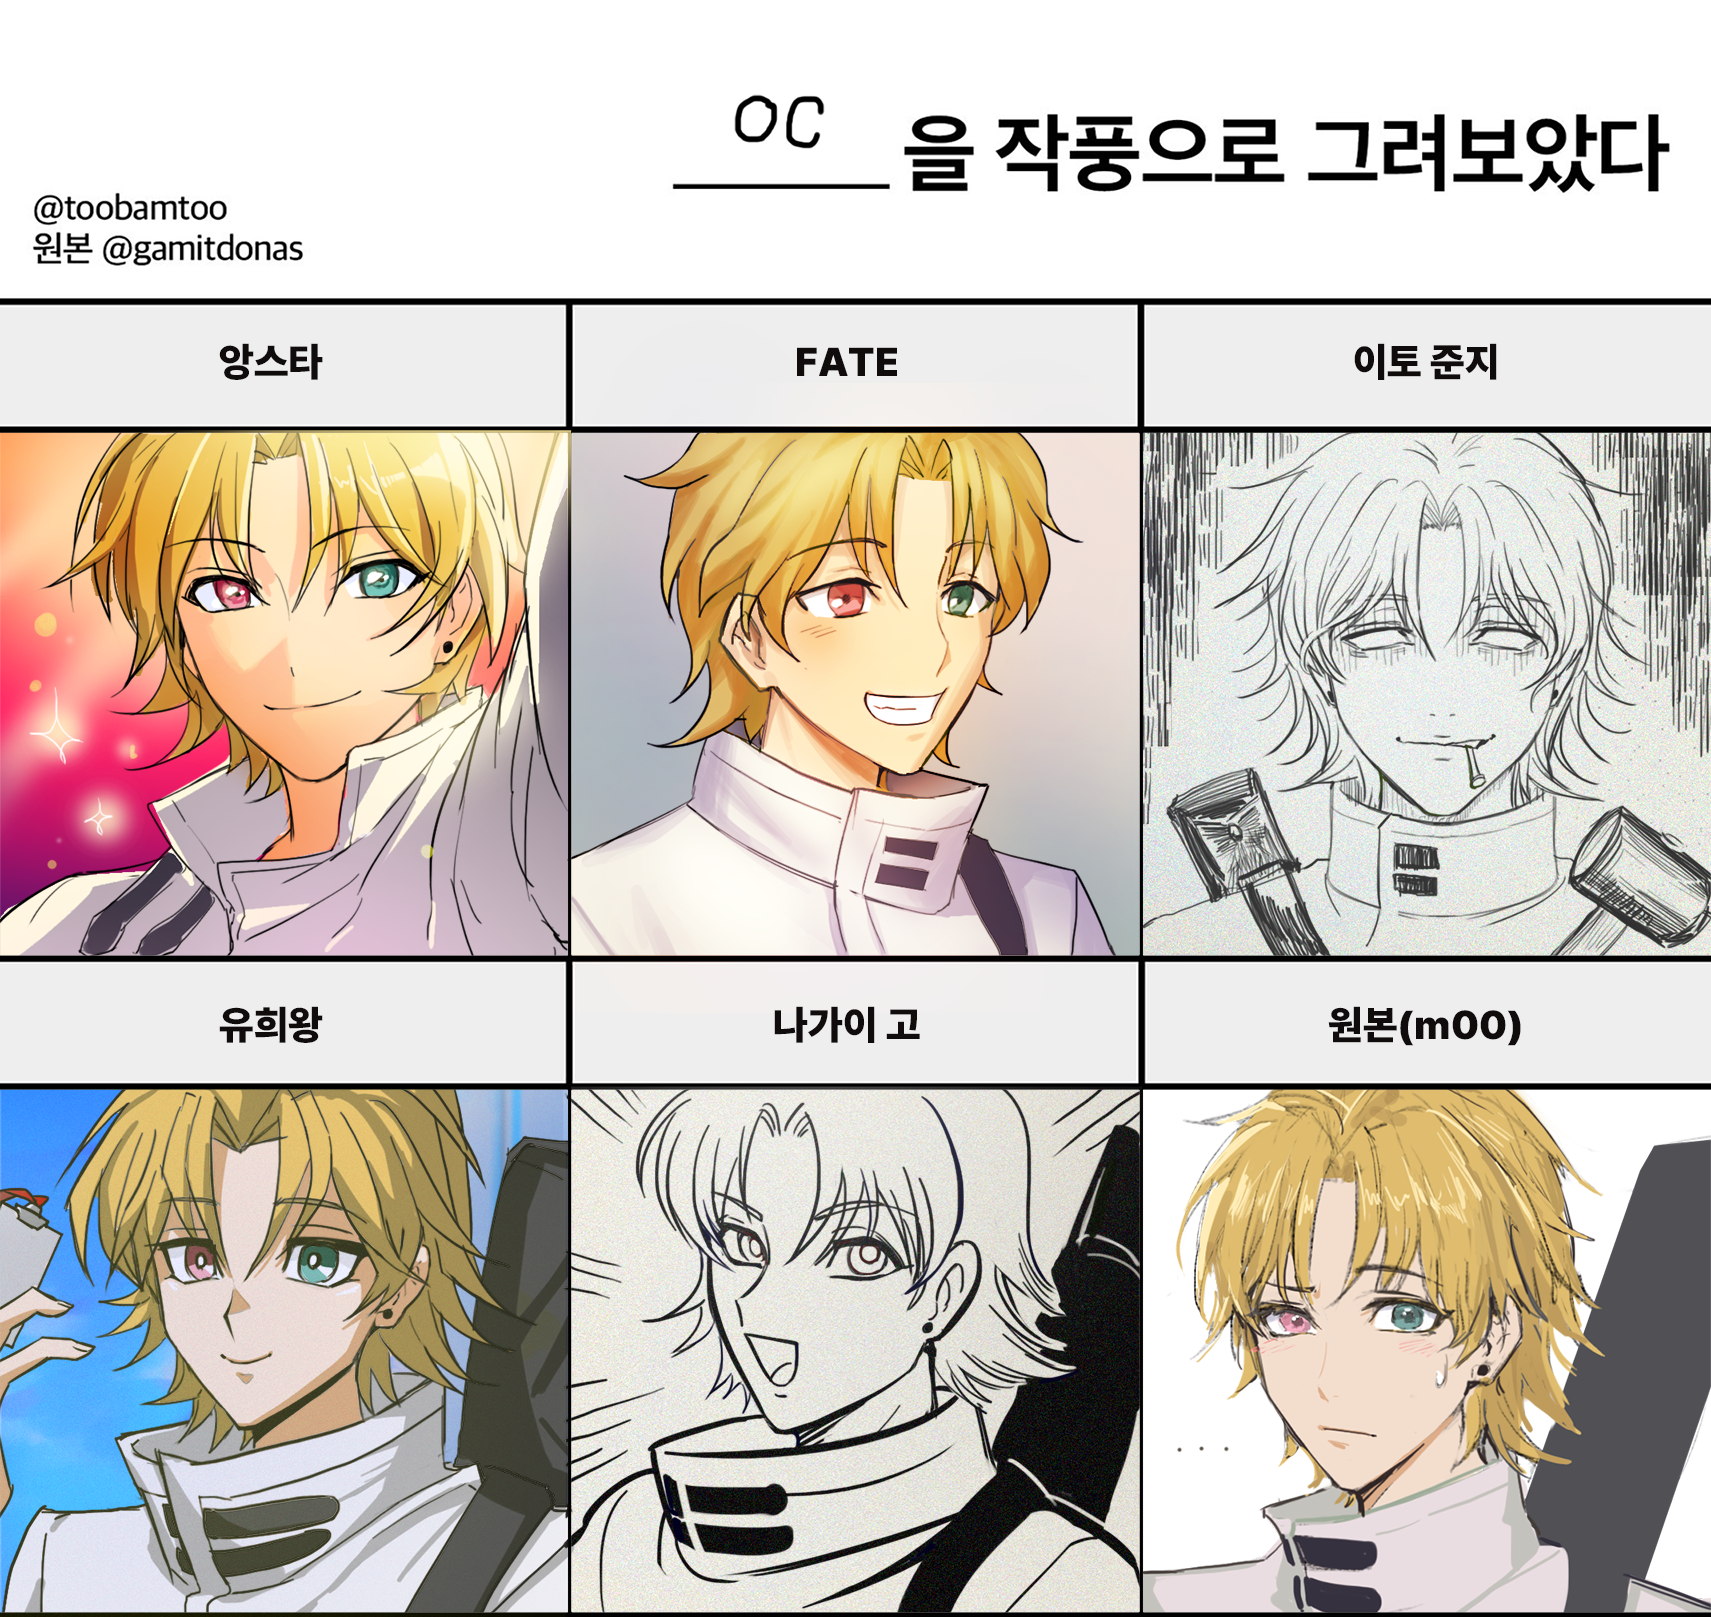 OC 을 작풍으로 그려보았다
@toobamtoo
원본 @gamitdonas
앙스타
FATE
이토 준지
유희왕
나가이 고
원본(m00)
...